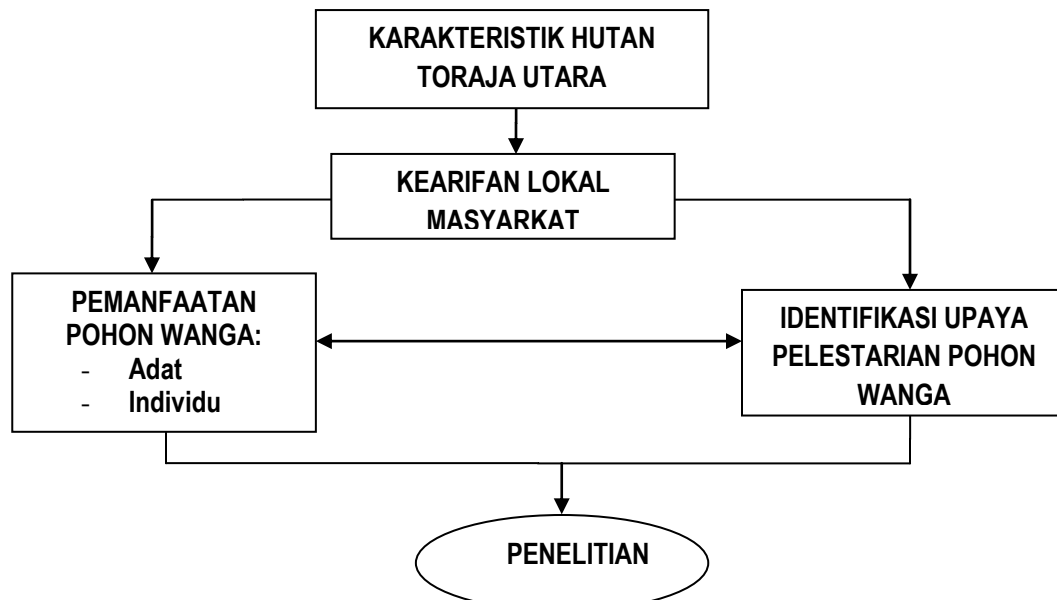 KARAKTERISTIK HUTAN
TORAJA UTARA
KEARIFAN LOKAL
MASYARKAT
PEMANFAATAN
POHON WANGA:
- Adat
- Individu
IDENTIFIKASI UPAYA
PELESTARIAN POHON
WANGA
PENELITIAN